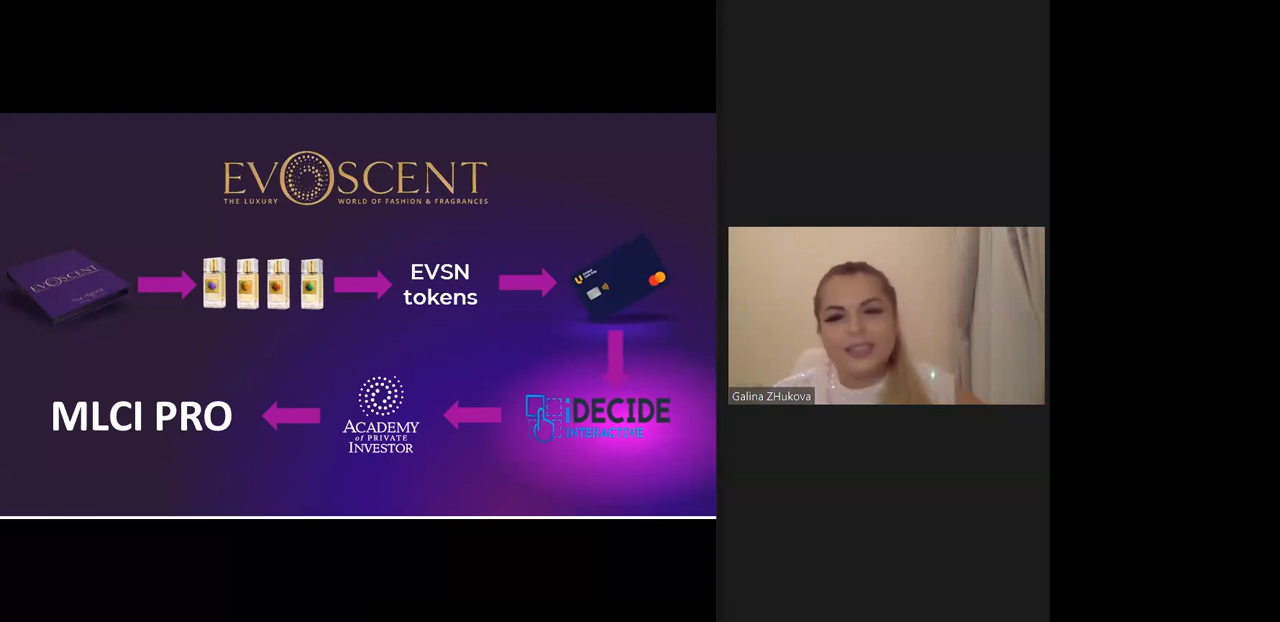 EVOSCENT
THE LUXURY WORLD OF FASHION & FRAGRANCES
EVOSCENT
EVSN
tokens
MLCI PRO
ACADEMY
of PRIVATE
INVESTOR
iDECIDE
INTERACTIVE
Galina ZHukova